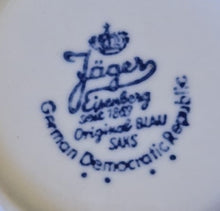 Jäger
Eisenberg
seit 1867
Original BLAU
SAKS
German Democratic Republic